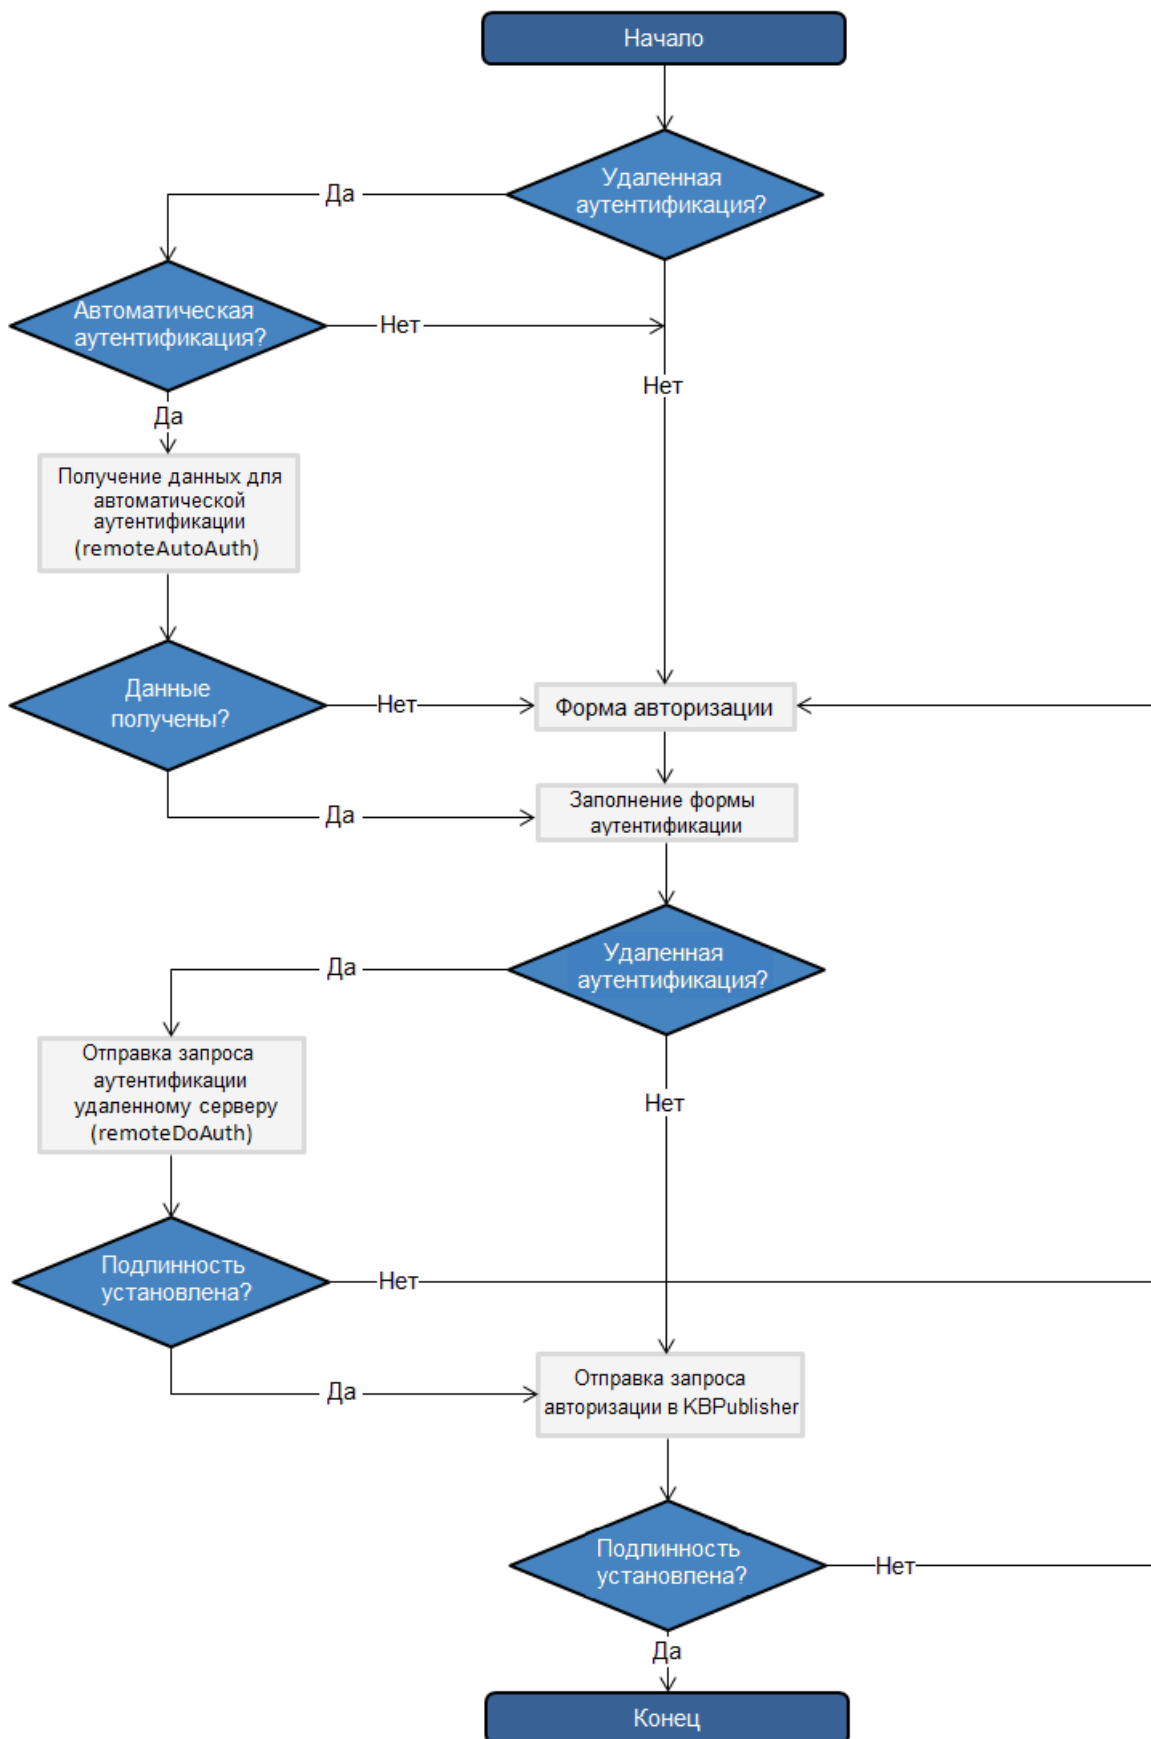 Начало
Удаленная
аутентификация?
Да
Автоматическая
аутентификация?
Нет
Нет
Да
Получение данных для
автоматической
аутентификации
(remoteAutoAuth)
Данные
получены?
Нет
Форма авторизации
Да
Заполнение формы
аутентификации
Удаленная
аутентификация?
Да
Отправка запроса
аутентификации
удаленному серверу
(remoteDoAuth)
Нет
Подлинность
установлена?
Нет
Да
Отправка запроса
авторизации в KBPublisher
Подлинность
установлена?
Нет
Да
Конец